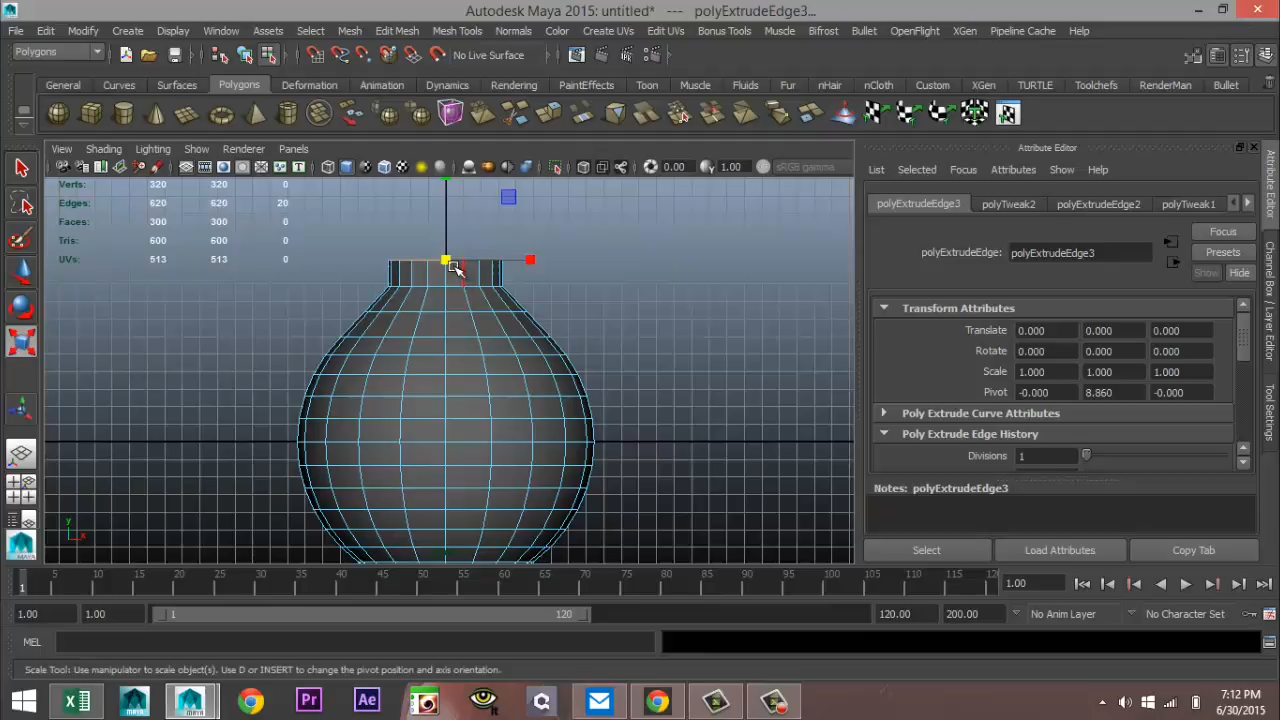 Autodesk Maya 2015: untitled* --- polyExtrudeEdge3...
File Edit Modify Create Display Window Assets Select Mesh Edit Mesh Mesh Tools Normals Color Create UVs Edit UVs Bonus Tools Muscle Bifrost Bullet OpenFlight XGen Pipeline Cache Help
Polygons No Live Surface
General Curves Surfaces Polygons Deformation Animation Dynamics Rendering PaintEffects Toon Muscle Fluids Fur nHair nCloth Custom XGen TURTLE Toolchefs RenderMan Bullet
View Shading Lighting Show Renderer Panels
0.00 1.00 sRGB gamma
Verts: 320 320 0
Edges: 620 620 20
Faces: 300 300 0
Tris: 600 600 0
UVs: 513 513 0
y
x
Attribute Editor
List Selected Focus Attributes Show Help
polyExtrudeEdge3 polyTweak2 polyExtrudeEdge2 polyTweak1
Focus
polyExtrudeEdge: polyExtrudeEdge3 Presets
Show Hide
Transform Attributes
Translate 0.000 0.000 0.000
Rotate 0.000 0.000 0.000
Scale 1.000 1.000 1.000
Pivot -0.000 8.860 -0.000
Poly Extrude Curve Attributes
Poly Extrude Edge History
Divisions 1
Notes: polyExtrudeEdge3
Select Load Attributes Copy Tab
Attribute Editor
Channel Box / Layer Editor
Tool Settings
1 5 10 15 20 25 30 35 40 45 50 55 60 65 70 75 80 85 90 95 100 105 110 115 12 1.00
1.00 1.00 1 120 120.00 200.00 No Anim Layer No Character Set
MEL
Scale Tool: Use manipulator to scale object(s). Use D or INSERT to change the pivot position and axis orientation.
MAYA
Pr Ae
7:12 PM
6/30/2015